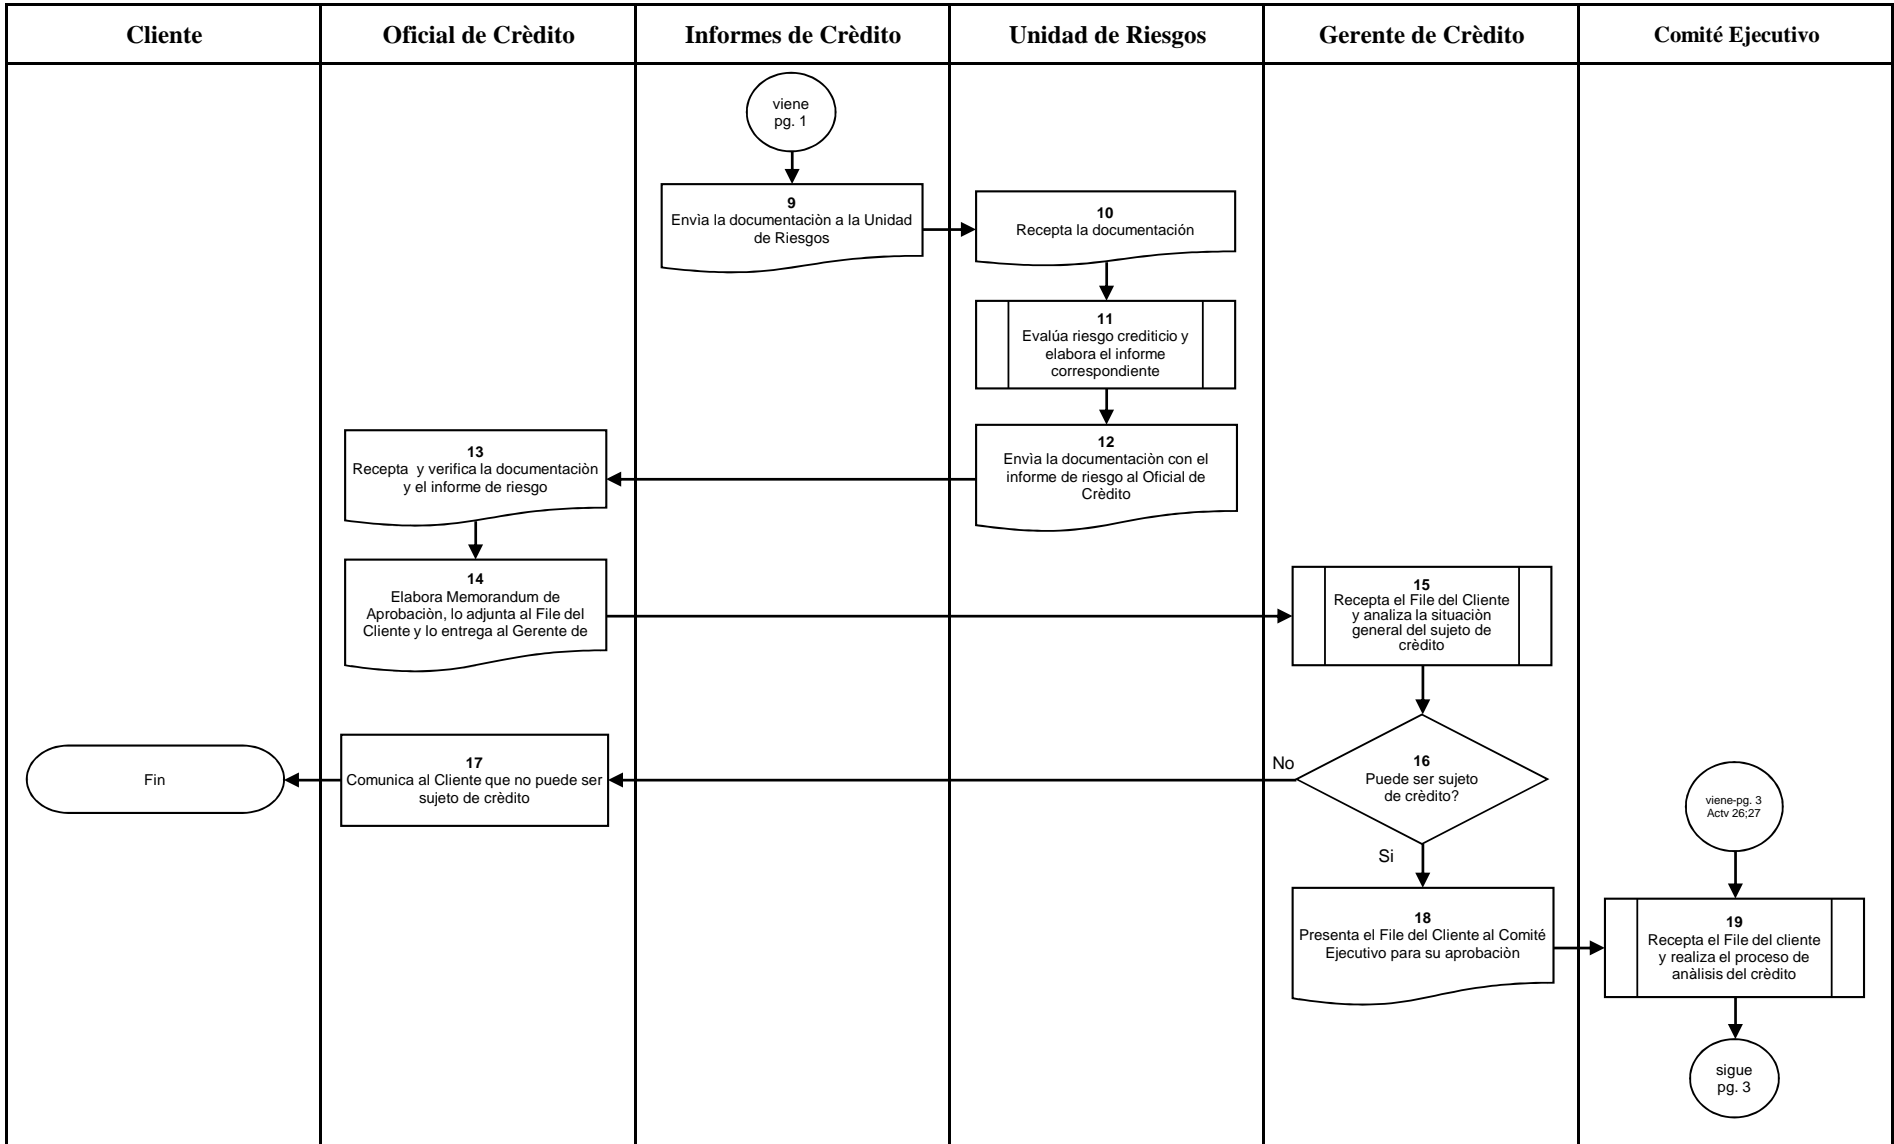 Cliente
Oficial de Crèdito
Informes de Crèdito
Unidad de Riesgos
Gerente de Crèdito
Comité Ejecutivo
viene
pg. 1
9
Envìa la documentaciòn a la Unidad
de Riesgos
10
Recepta la documentación
11
Evalúa riesgo crediticio y
elabora el informe
correspondiente
12
Envìa la documentaciòn con el
informe de riesgo al Oficial de
Crèdito
13
Recepta  y verifica la documentaciòn
y el informe de riesgo
14
Elabora Memorandum de
Aprobaciòn, lo adjunta al File del
Cliente y lo entrega al Gerente de
15
Recepta el File del Cliente
y analiza la situaciòn
general del sujeto de
crèdito
16
Puede ser sujeto
de crèdito?
No
Si
17
Comunica al Cliente que no puede ser
sujeto de crèdito
Fin
18
Presenta el File del Cliente al Comité
Ejecutivo para su aprobaciòn
viene-pg. 3
Actv 26;27
19
Recepta el File del cliente
y realiza el proceso de
anàlisis del crèdito
sigue
pg. 3